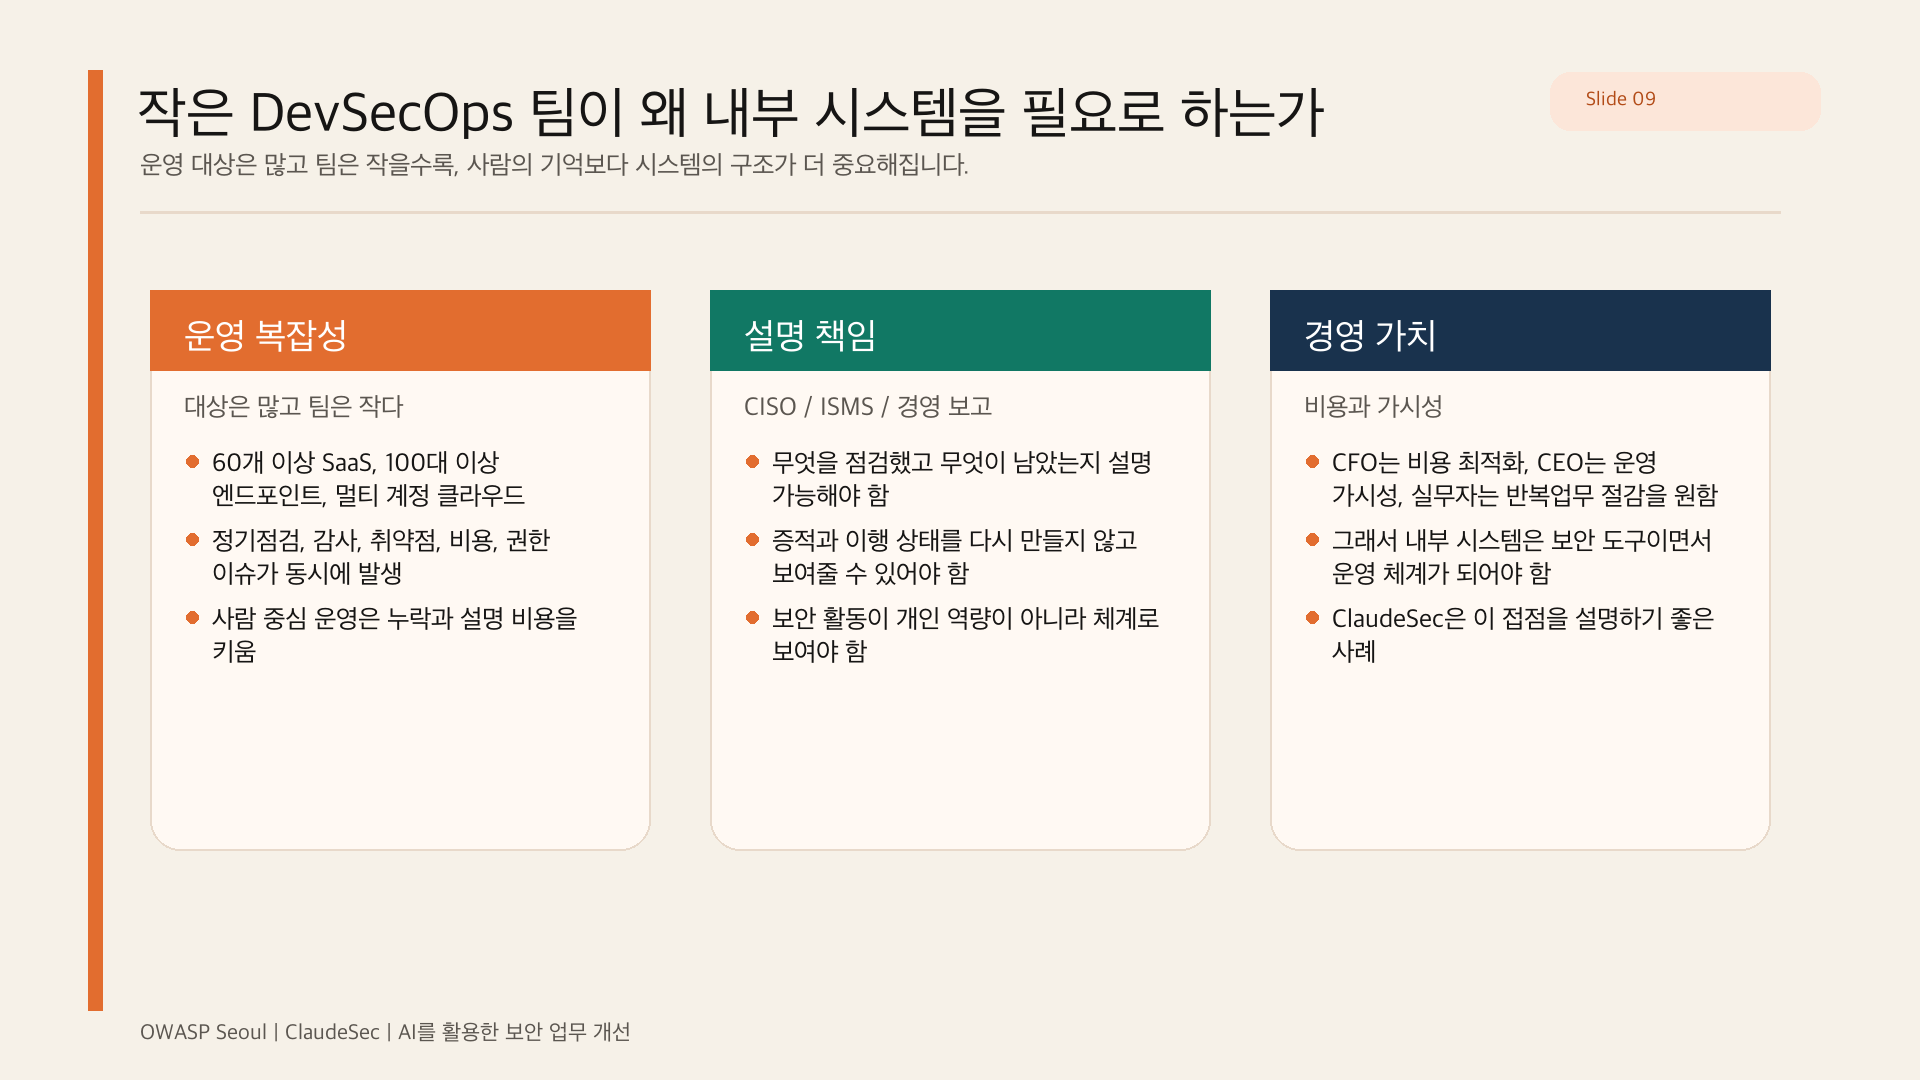 작은 DevSecOps 팀이 왜 내부 시스템을 필요로 하는가
Slide 09
운영 대상은 많고 팀은 작을수록, 사람의 기억보다 시스템의 구조가 더 중요해집니다.
운영 복잡성
대상은 많고 팀은 작다
60개 이상 SaaS, 100대 이상
엔드포인트, 멀티 계정 클라우드
정기점검, 감사, 취약점, 비용, 권한
이슈가 동시에 발생
사람 중심 운영은 누락과 설명 비용을
키움
설명 책임
CISO / ISMS / 경영 보고
무엇을 점검했고 무엇이 남았는지 설명
가능해야 함
증적과 이행 상태를 다시 만들지 않고
보여줄 수 있어야 함
보안 활동이 개인 역량이 아니라 체계로
보여야 함
경영 가치
비용과 가시성
CFO는 비용 최적화, CEO는 운영
가시성, 실무자는 반복업무 절감을 원함
그래서 내부 시스템은 보안 도구이면서
운영 체계가 되어야 함
ClaudeSec은 이 접점을 설명하기 좋은
사례
OWASP Seoul | ClaudeSec | AI를 활용한 보안 업무 개선